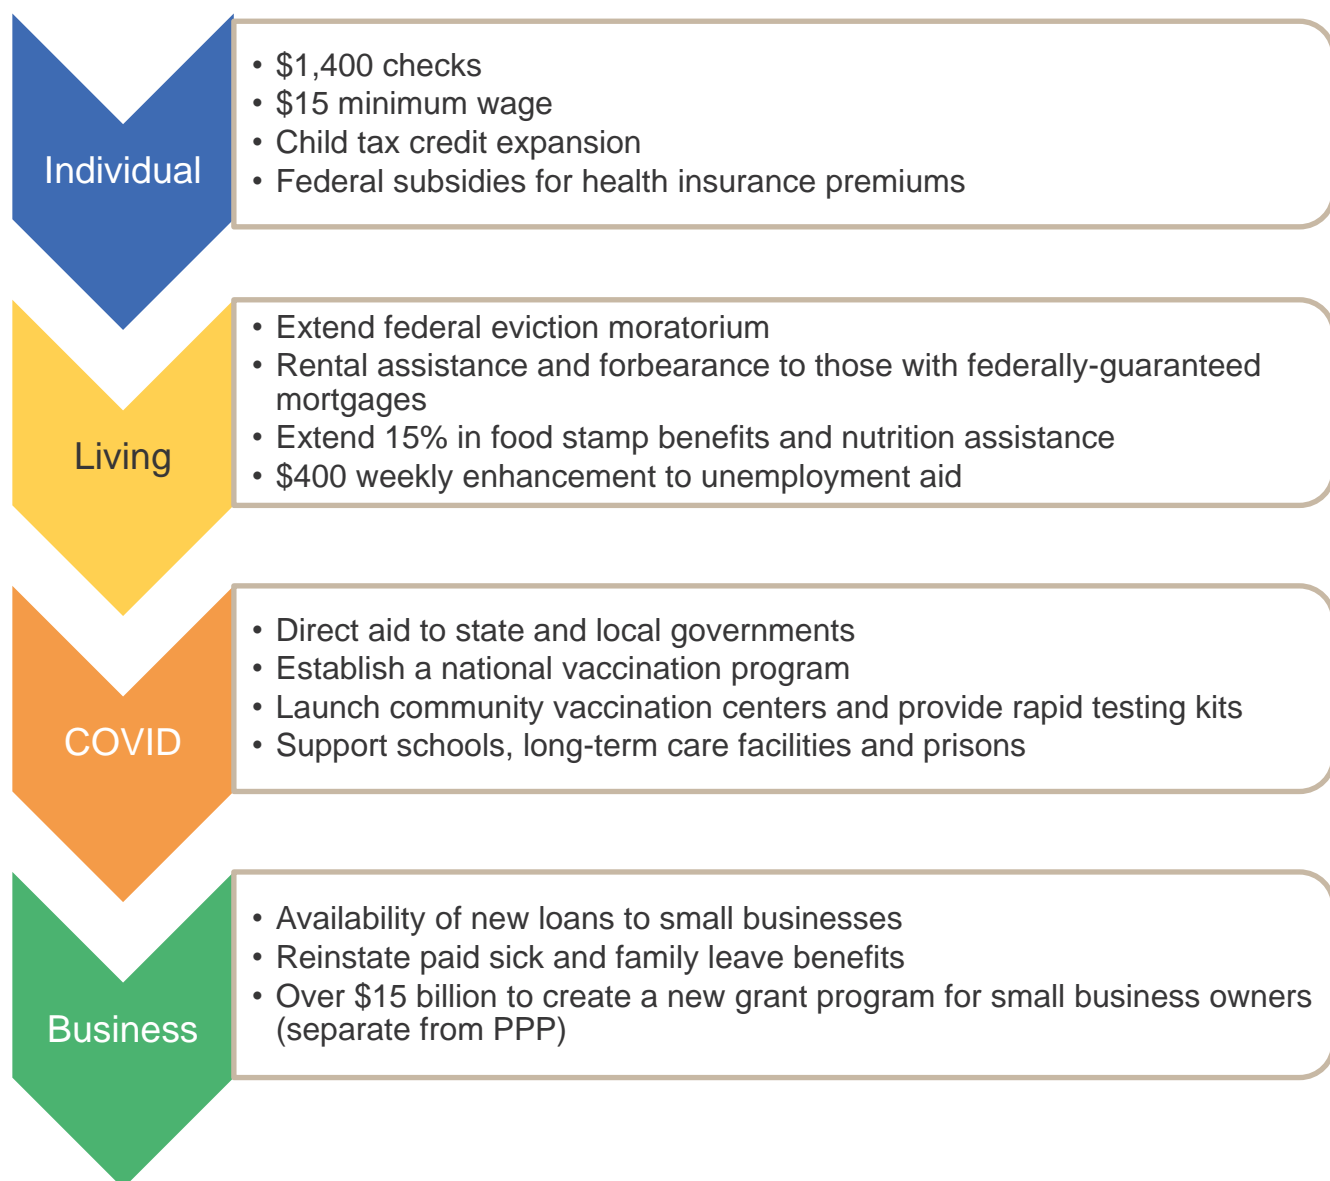 Individual
• $1,400 checks
• $15 minimum wage
• Child tax credit expansion
• Federal subsidies for health insurance premiums
Living
• Extend federal eviction moratorium
• Rental assistance and forbearance to those with federally-guaranteed
mortgages
• Extend 15% in food stamp benefits and nutrition assistance
• $400 weekly enhancement to unemployment aid
COVID
• Direct aid to state and local governments
• Establish a national vaccination program
• Launch community vaccination centers and provide rapid testing kits
• Support schools, long-term care facilities and prisons
Business
• Availability of new loans to small businesses
• Reinstate paid sick and family leave benefits
• Over $15 billion to create a new grant program for small business owners
(separate from PPP)